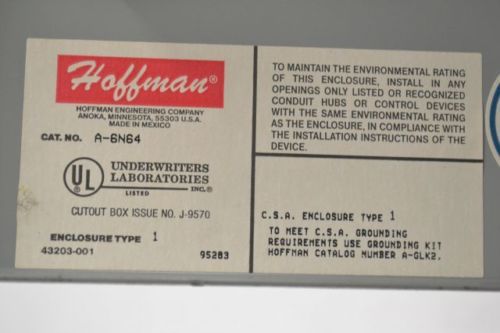 Hoffman®
HOFFMAN ENGINEERING COMPANY
ANOKA, MINNESOTA, 55303 U.S.A.
MADE IN MEXICO
CAT. NO. A-6N64
UL®
UNDERWRITERS
LABORATORIES
INC.®
LISTED
CUTOUT BOX ISSUE NO. J-9570
ENCLOSURE TYPE 1
43203-001 95283
TO MAINTAIN THE ENVIRONMENTAL RATING
OF THIS ENCLOSURE, INSTALL IN ANY
OPENINGS ONLY LISTED OR RECOGNIZED
CONDUIT HUBS OR CONTROL DEVICES
WITH THE SAME ENVIRONMENTAL RATING
AS THE ENCLOSURE, IN COMPLIANCE WITH
THE INSTALLATION INSTRUCTIONS OF THE
DEVICE.
C.S.A. ENCLOSURE TYPE 1
TO MEET C.S.A. GROUNDING
REQUIREMENTS USE GROUNDING KIT
HOFFMAN CATALOG NUMBER A-GLK2.